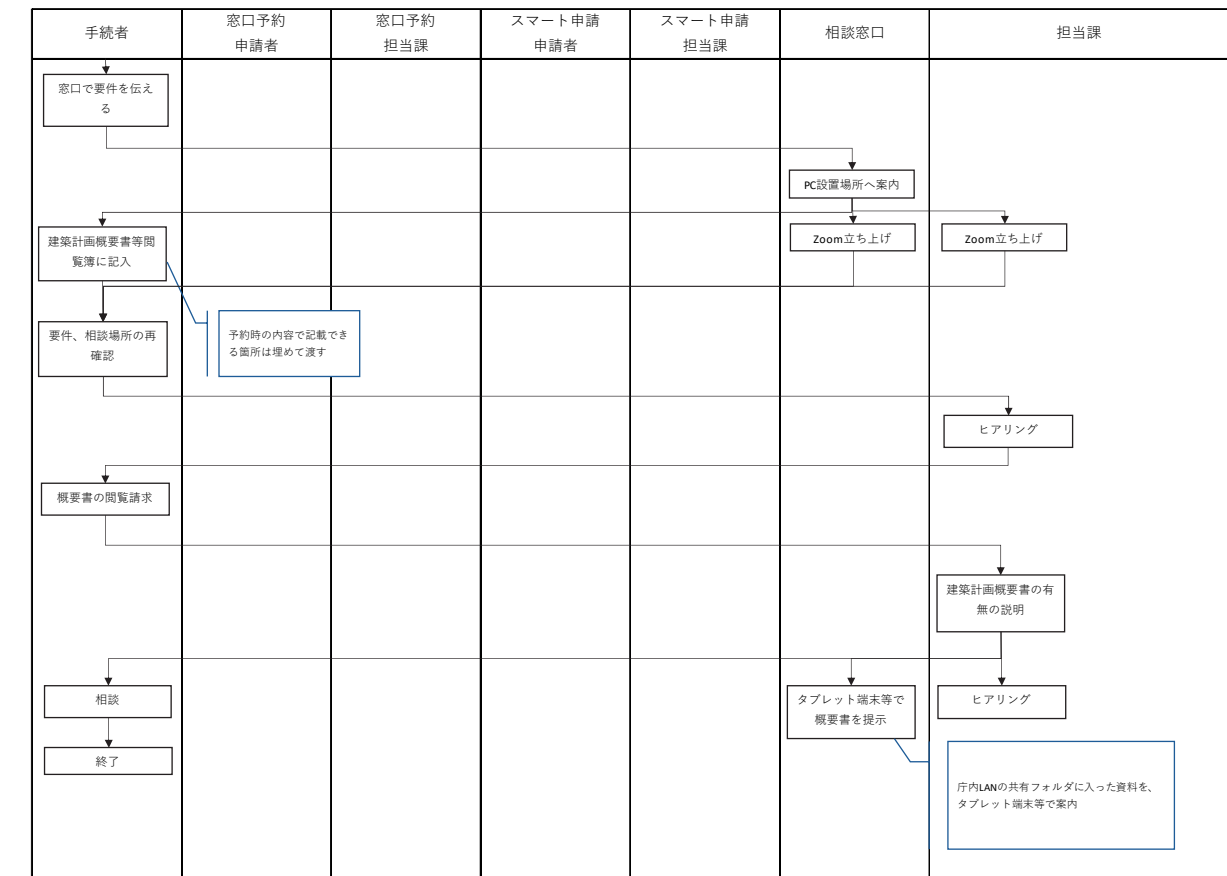 手続者
窓口予約
申請者
窓口予約
担当課
スマート申請
申請者
スマート申請
担当課
相談窓口
担当課
窓口で要件を伝え
る
PC設置場所へ案内
建築計画概要書等閲
覧簿に記入
Zoom立ち上げ
Zoom立ち上げ
要件、相談場所の再
確認
予約時の内容で記載でき
る箇所は埋めて渡す
ヒアリング
概要書の閲覧請求
建築計画概要書の有
無の説明
相談
タブレット端末等で
概要書を提示
ヒアリング
終了
庁内LANの共有フォルダに入った資料を、
タブレット端末等で案内